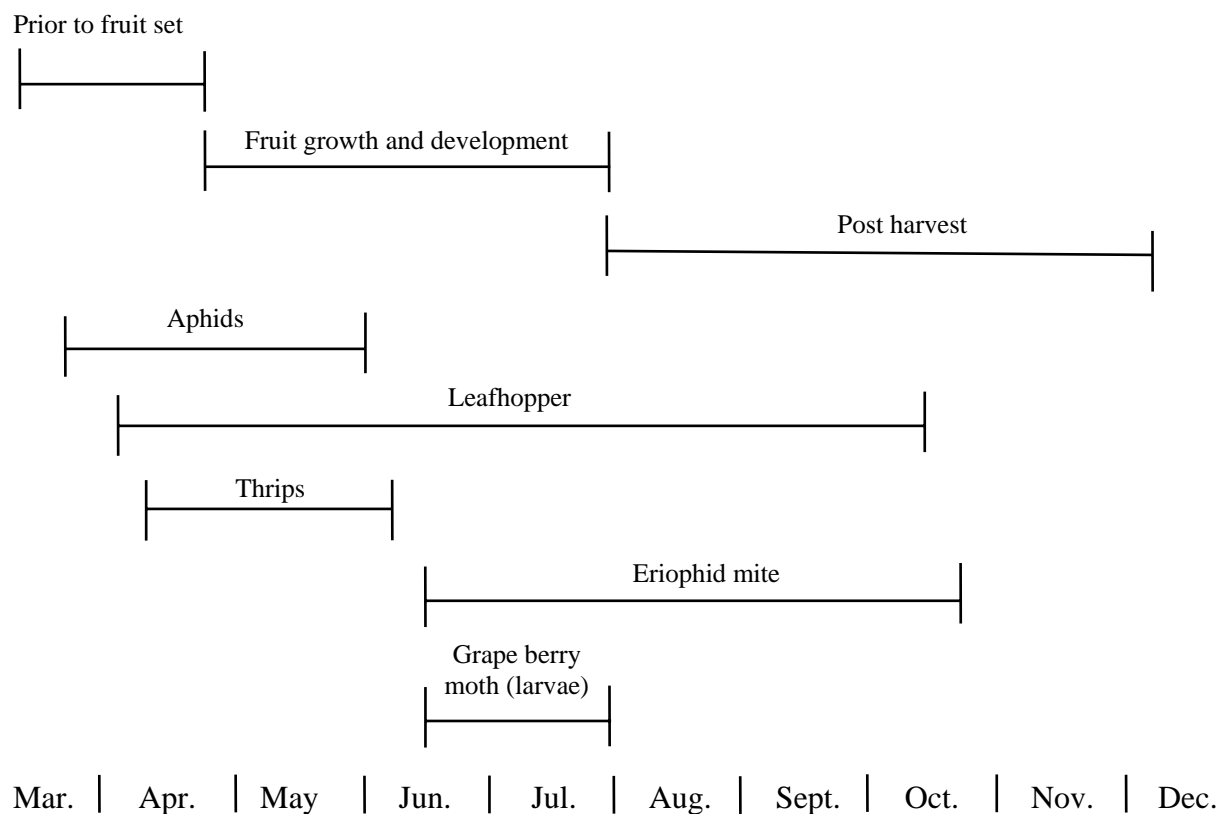 Prior to fruit set
Fruit growth and development
Post harvest
Aphids
Leafhopper
Thrips
Eriophid mite
Grape berry
moth (larvae)
Mar. Apr. May Jun. Jul. Aug. Sept. Oct. Nov. Dec.